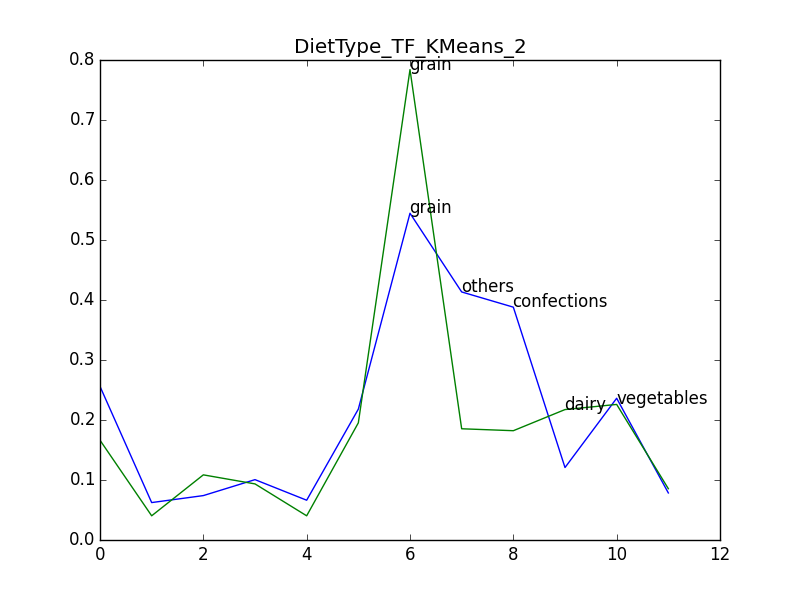 DietType_TF_KMeans_2
0.8
grain
0.7
0.6
grain
0.5
others
0.4
confections
0.3
dairy
vegetables
0.2
0.1
0.0
0
2
4
6
8
10
12